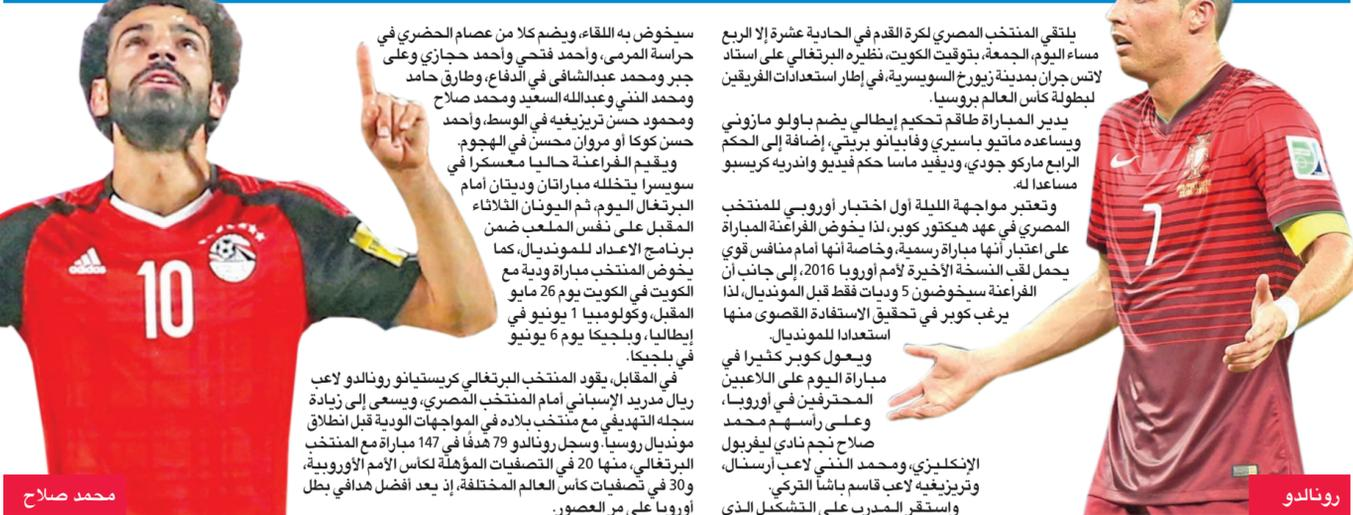 يلتقي المنتخب المصري لكرة القدم في الحادية عشرة إلا الربع
مساء اليوم، الجمعة، بتوقيت الكويت، نظيره البرتغالي على استاد
لاتس جران بمدينة زيورخ السويسرية، في إطار استعدادات الفريقين
لبطولة كأس العالم بروسيا.
يدير المباراة طاقم تحكيم إيطالي يضم باولو مازوني
ويساعده ماتيو باسيري وفابيانو بريتي، إضافة إلى الحكم
الرابع ماركو جودي، وديفيد ماسا حكم فيديو واندريه كريسبو
مساعدا له.
وتعتبر مواجهة الليلة أول اختبار أوروبي للمنتخب
المصري في عهد هيكتور كوبر، لذا يخوض الفراعنة المباراة
على اعتبار أنها مباراة رسمية، وخاصة أنها أمام منافس قوي
يحمل لقب النسخة الأخيرة لأمم أوروبا 2016، إلى جانب أن
الفراعنة سيخوضون 5 وديات فقط قبل المونديال، لذا
يرغب كوبر في تحقيق الاستفادة القصوى منها
استعدادا للمونديال.
ويعول كوبر كثيرا في
مباراة اليوم على اللاعبين
المحترفين في أوروبا،
وعلى رأسهم محمد
صلاح نجم نادي ليفربول
الإنكليزي، ومحمد النني لاعب أرسنال،
وتريزيغيه لاعب قاسم باشا التركي.
واستقر المدرب على التشكيل الذي
سيخوض به اللقاء، ويضم كلا من عصام الحضري في
حراسة المرمى، وأحمد فتحي وأحمد حجازي وعلى
جبر ومحمد عبدالشافى في الدفاع، وطارق حامد
ومحمد النني وعبدالله السعيد ومحمد صلاح
ومحمود حسن تريزيغيه في الوسط، وأحمد
حسن كوكا أو مروان محسن في الهجوم.
ويقيم الفراعنة حاليا معسكرا في
سويسرا يتخلله مباراتان وديتان أمام
البرتغال اليوم، ثم اليونان الثلاثاء
المقبل على نفس الملعب ضمن
برنامج الاعداد للمونديال، كما
يخوض المنتخب مباراة ودية مع
الكويت في الكويت يوم 26 مايو
المقبل، وكولومبيا 1 يونيو في
إيطاليا، وبلجيكا يوم 6 يونيو
في بلجيكا.
في المقابل، يقود المنتخب البرتغالي كريستيانو رونالدو لاعب
ريال مدريد الإسباني أمام المنتخب المصري، ويسعى إلى زيادة
سجله التهديفي مع منتخب بلاده في المواجهات الودية قبل انطلاق
مونديال روسيا. وسجل رونالدو 79 هدفًا في 147 مباراة مع المنتخب
البرتغالي، منها 20 في التصفيات المؤهلة لكأس الأمم الأوروبية،
و30 في تصفيات كأس العالم المختلفة، إذ يعد أفضل هدافي بطل
أوروبا على مر العصور.
رونالدو
7
محمد صلاح
adidas
10